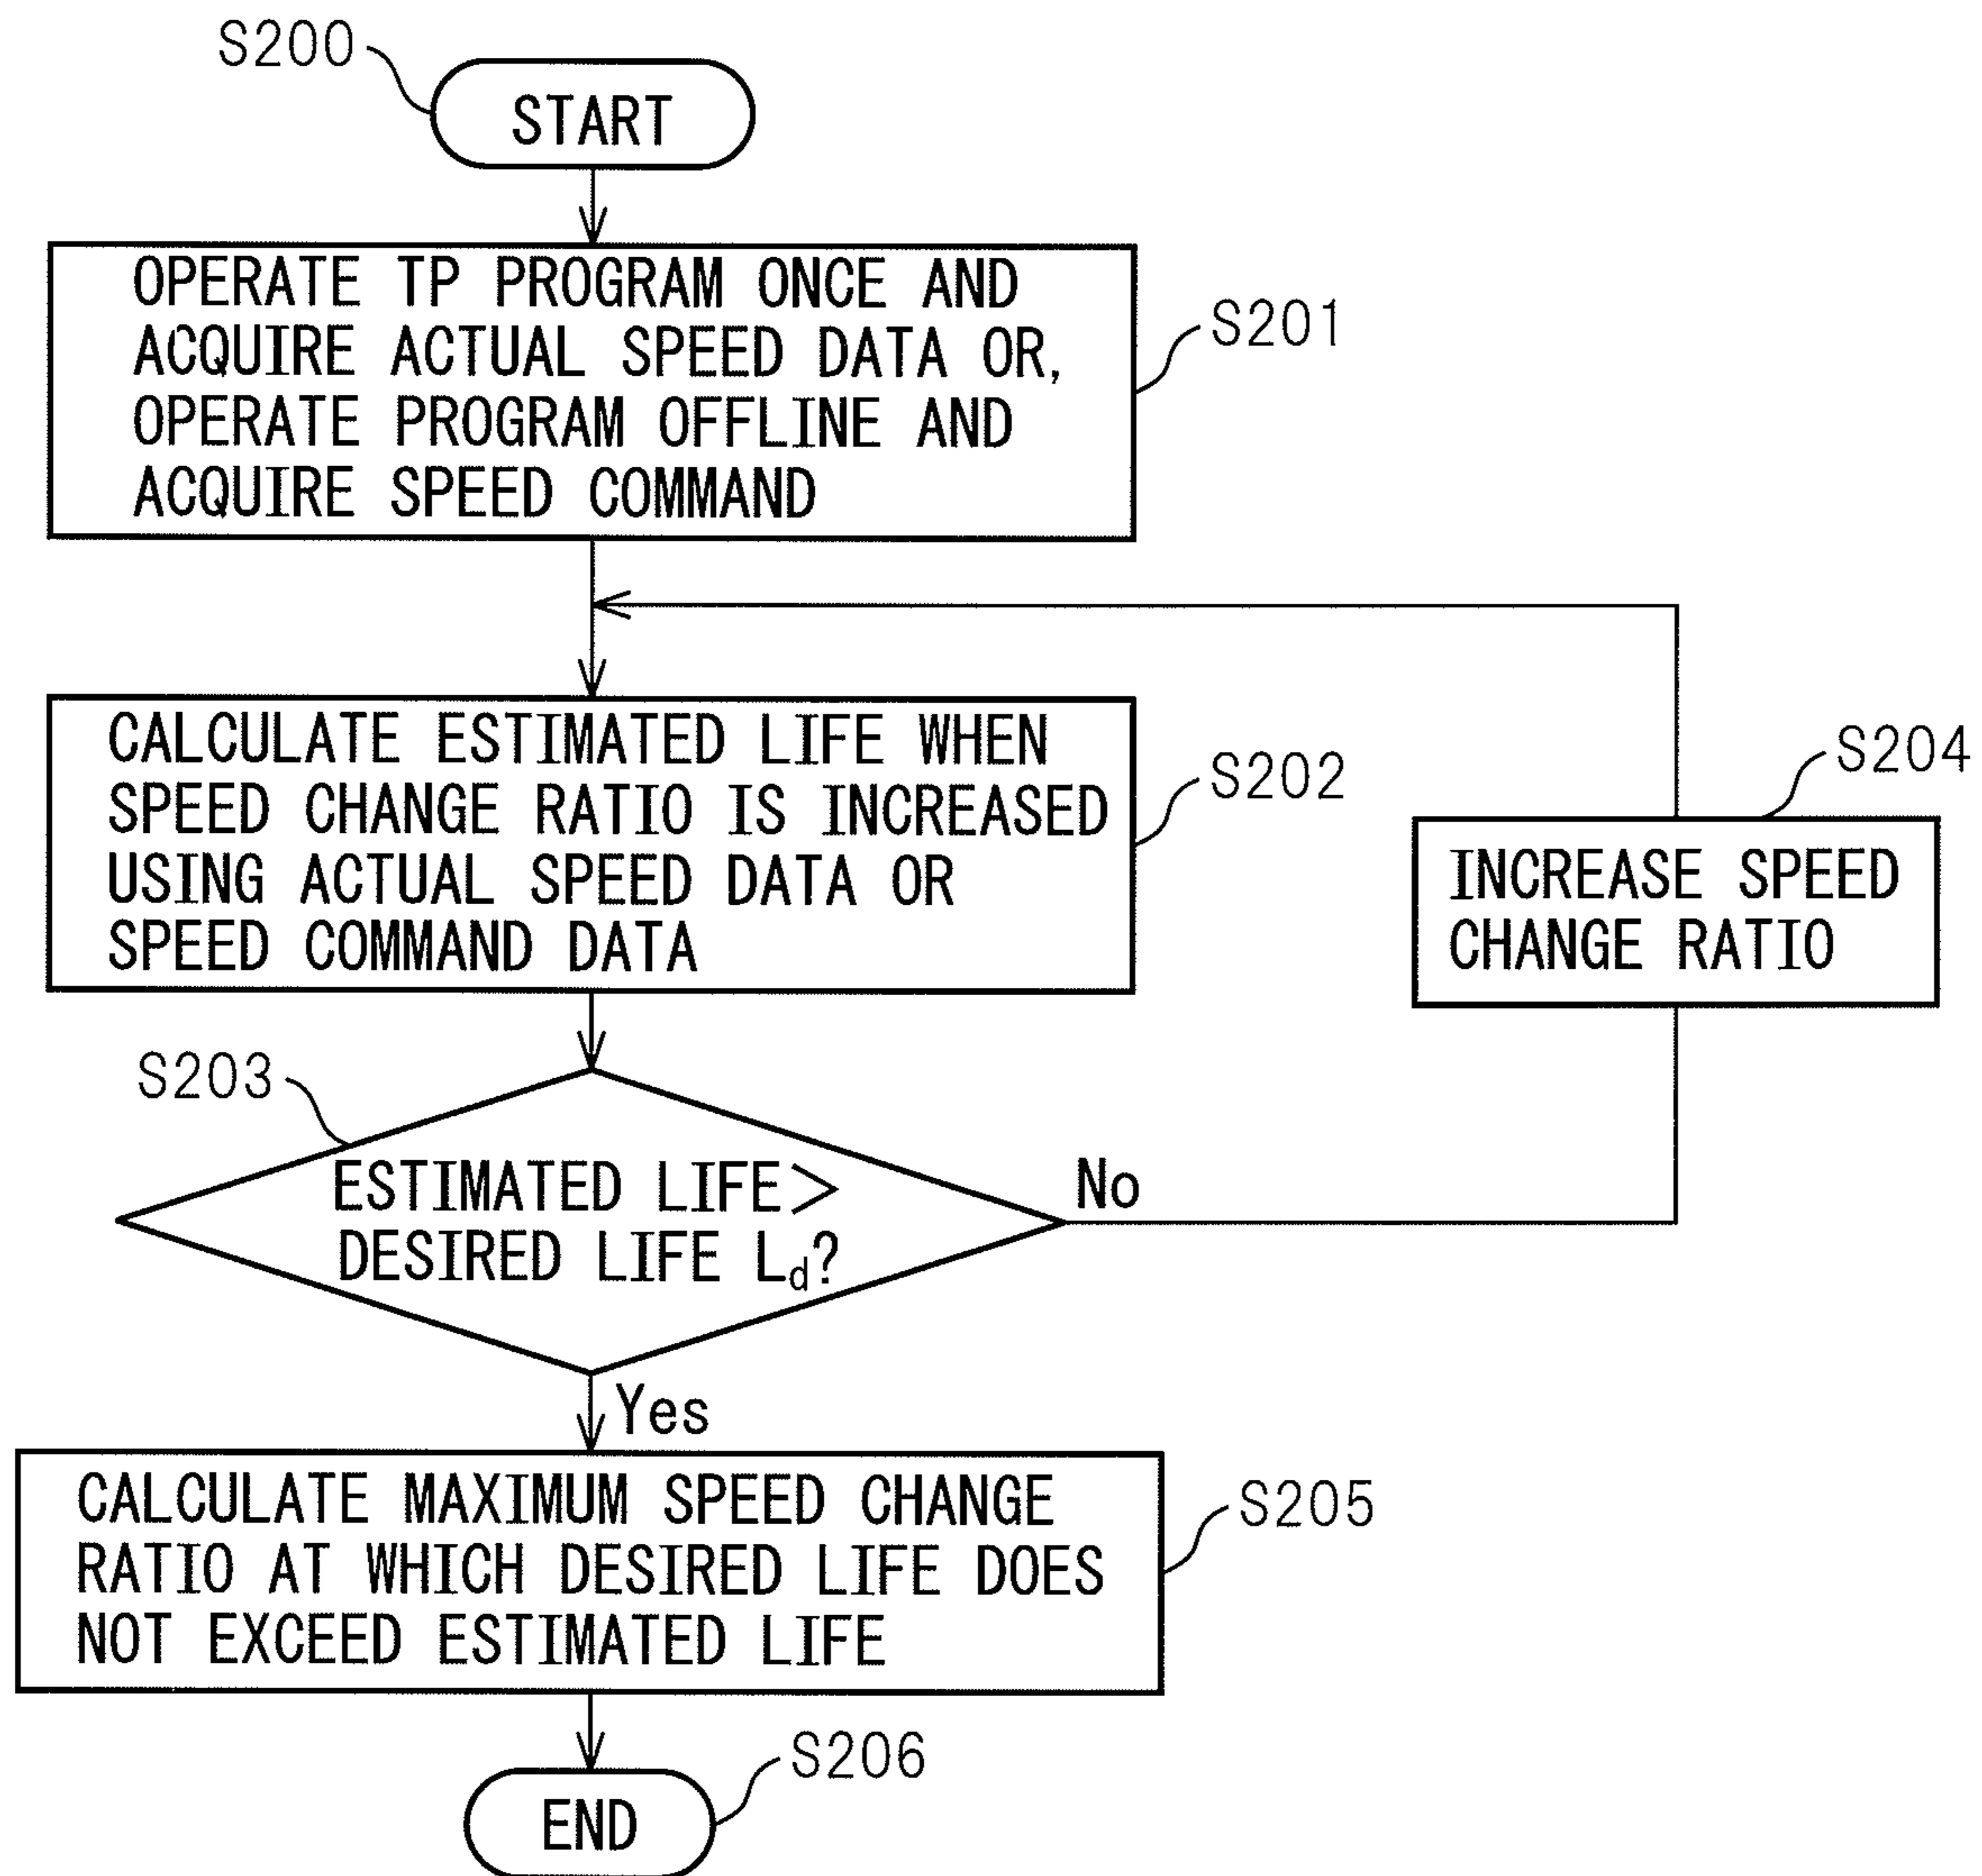 S200
START
OPERATE TP PROGRAM ONCE AND
ACQUIRE ACTUAL SPEED DATA OR,
OPERATE PROGRAM OFFLINE AND
ACQUIRE SPEED COMMAND
S201
CALCULATE ESTIMATED LIFE WHEN
SPEED CHANGE RATIO IS INCREASED
USING ACTUAL SPEED DATA OR
SPEED COMMAND DATA
S202
S204
INCREASE SPEED
CHANGE RATIO
S203
ESTIMATED LIFE>
DESIRED LIFE Ld?
No
Yes
CALCULATE MAXIMUM SPEED CHANGE
RATIO AT WHICH DESIRED LIFE DOES
NOT EXCEED ESTIMATED LIFE
S205
S206
END